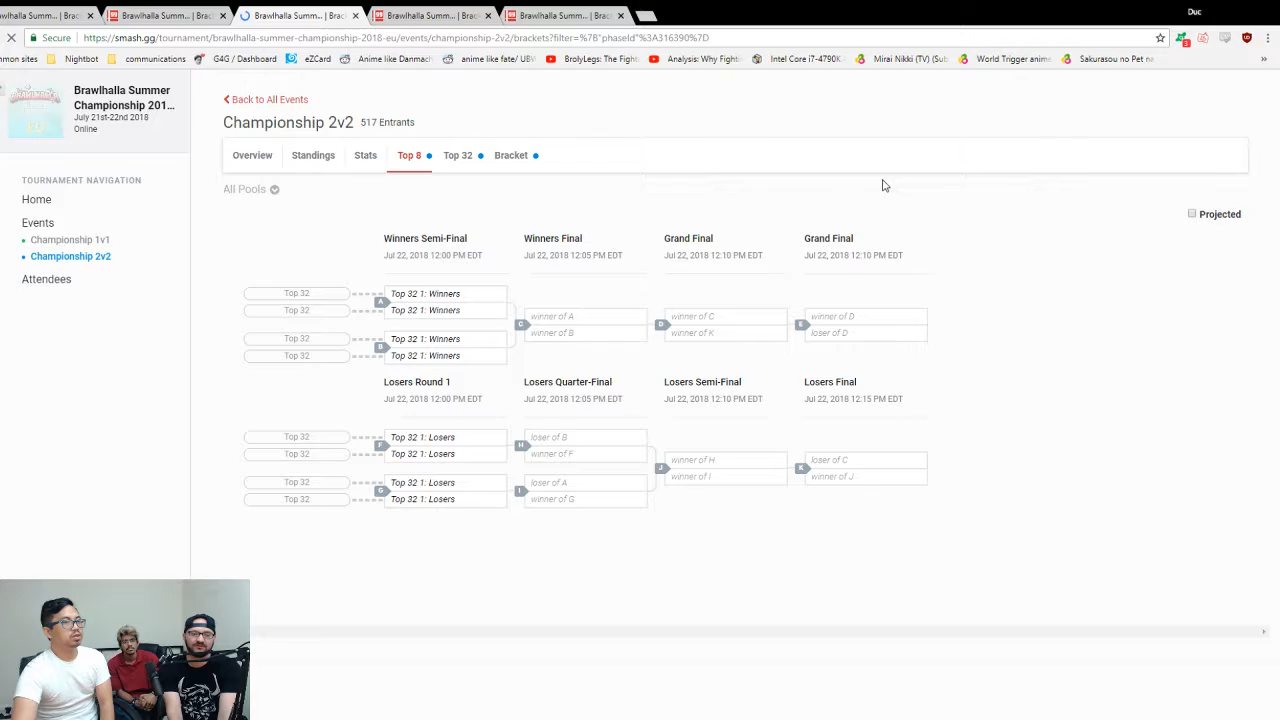 awlhalla Summ... | Brac
Brawlhalla Summ... | Brac
Brawlhalla Summ... | Brac
Brawlhalla Summ... | Brac
Brawlhalla Summ... | Brac
Duc
Secure
https://smash.gg/tournament/brawlhalla-summer-championship-2018-eu/events/championship-2v2/brackets?filter=%7B"phaseId"%3A316390%7D
mon sites
Nightbot
communications
G4G / Dashboard
eZCard
Anime like Danmach
anime like fate/ UBW
BrolyLegs: The Fight
Analysis: Why Fight
Intel Core i7-4790K
Mirai Nikki (TV) (Sub
World Trigger anime
Sakurasou no Pet na
Brawlhalla Summer
Championship 201...
July 21st-22nd 2018
Online
TOURNAMENT NAVIGATION
Home
Events
Championship 1v1
Championship 2v2
Attendees
Back to All Events
Championship 2v2 517 Entrants
Overview Standings Stats Top 8 Top 32 Bracket
All Pools
Projected
Winners Semi-Final Winners Final Grand Final Grand Final
Jul 22, 2018 12:00 PM EDT Jul 22, 2018 12:05 PM EDT Jul 22, 2018 12:10 PM EDT Jul 22, 2018 12:10 PM EDT
Top 32 Top 32 1: Winners
A
Top 32 Top 32 1: Winners
winner of A winner of C winner of D
C D E
winner of B winner of K loser of D
Top 32 Top 32 1: Winners
B
Top 32 Top 32 1: Winners
Losers Round 1 Losers Quarter-Final Losers Semi-Final Losers Final
Jul 22, 2018 12:00 PM EDT Jul 22, 2018 12:05 PM EDT Jul 22, 2018 12:10 PM EDT Jul 22, 2018 12:15 PM EDT
Top 32 Top 32 1: Losers loser of B
F H
Top 32 Top 32 1: Losers winner of F
winner of H loser of C
J K
winner of I winner of J
Top 32 Top 32 1: Losers loser of A
G I
Top 32 Top 32 1: Losers winner of G